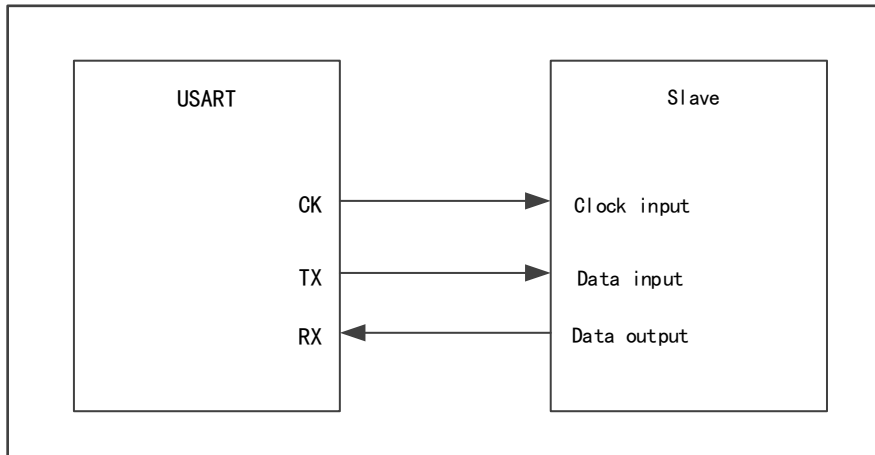 USART
Slave
CK
Clock input
TX
Data input
RX
Data output